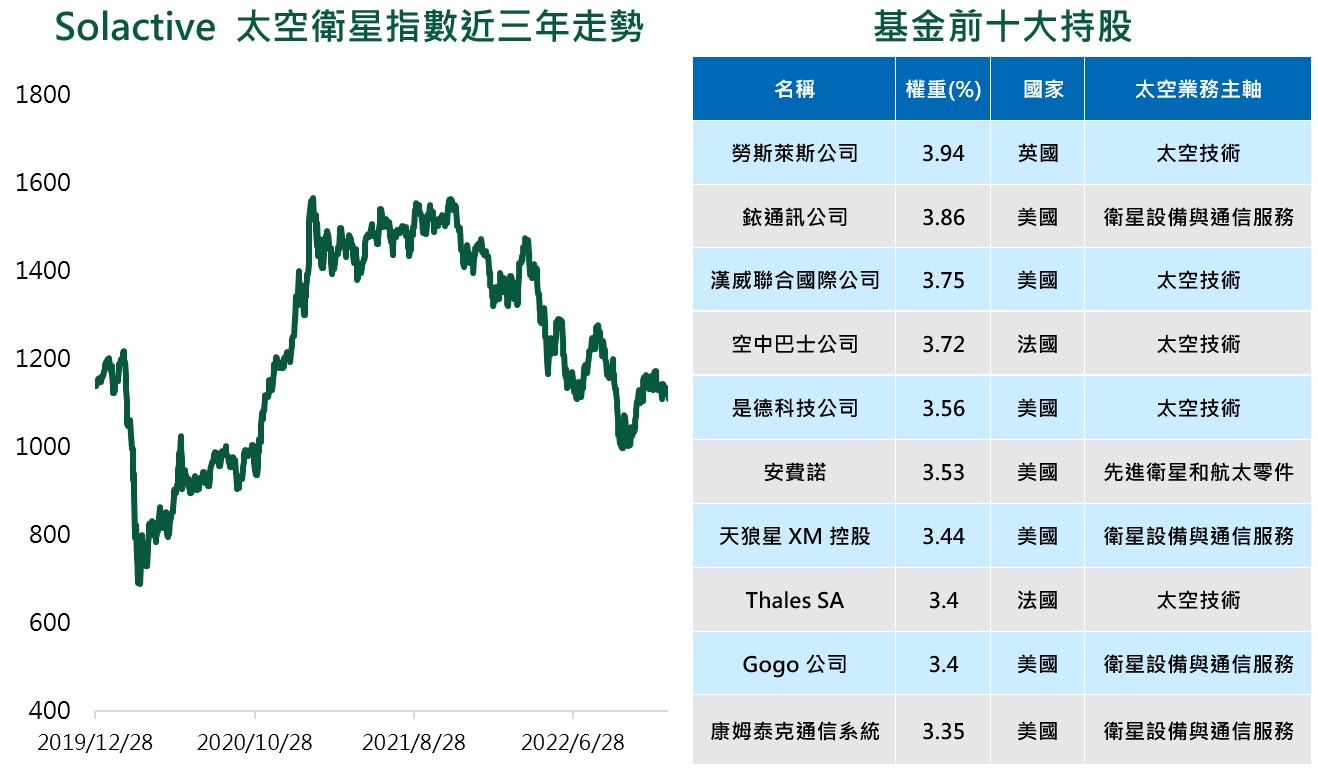 Solactive 太空衛星指數近三年走勢
1800
1600
1400
1200
1000
800
600
400
2019/12/28 2020/10/28 2021/8/28 2022/6/28
基金前十大持股
名稱 權重(%) 國家 太空業務主軸
勞斯萊斯公司 3.94 英國 太空技術
銥通訊公司 3.86 美國 衛星設備與通信服務
漢威聯合國際公司 3.75 美國 太空技術
空中巴士公司 3.72 法國 太空技術
是德科技公司 3.56 美國 太空技術
安費諾 3.53 美國 先進衛星和航太零件
天狼星 XM 控股 3.44 美國 衛星設備與通信服務
Thales SA 3.4 法國 太空技術
Gogo 公司 3.4 美國 衛星設備與通信服務
康姆泰克通信系統 3.35 美國 衛星設備與通信服務